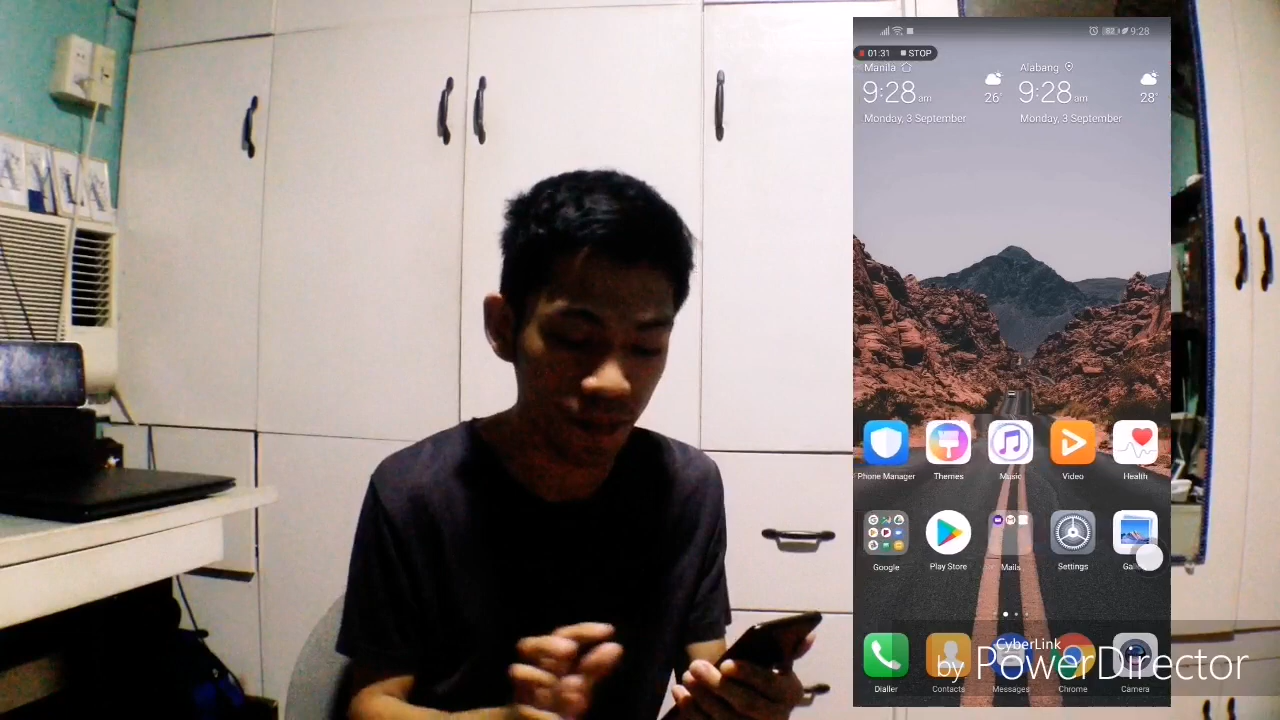 9:28
01:31 STOP
Manila
Alabang
9:28 am
26°
9:28 am
28°
Monday, 3 September
Monday, 3 September
Phone Manager
Themes
Music
Video
Health
Google
Play Store
Mails
Settings
Dialler
Contacts
Messages
Chrome
Camera
CyberLink
by PowerDirector